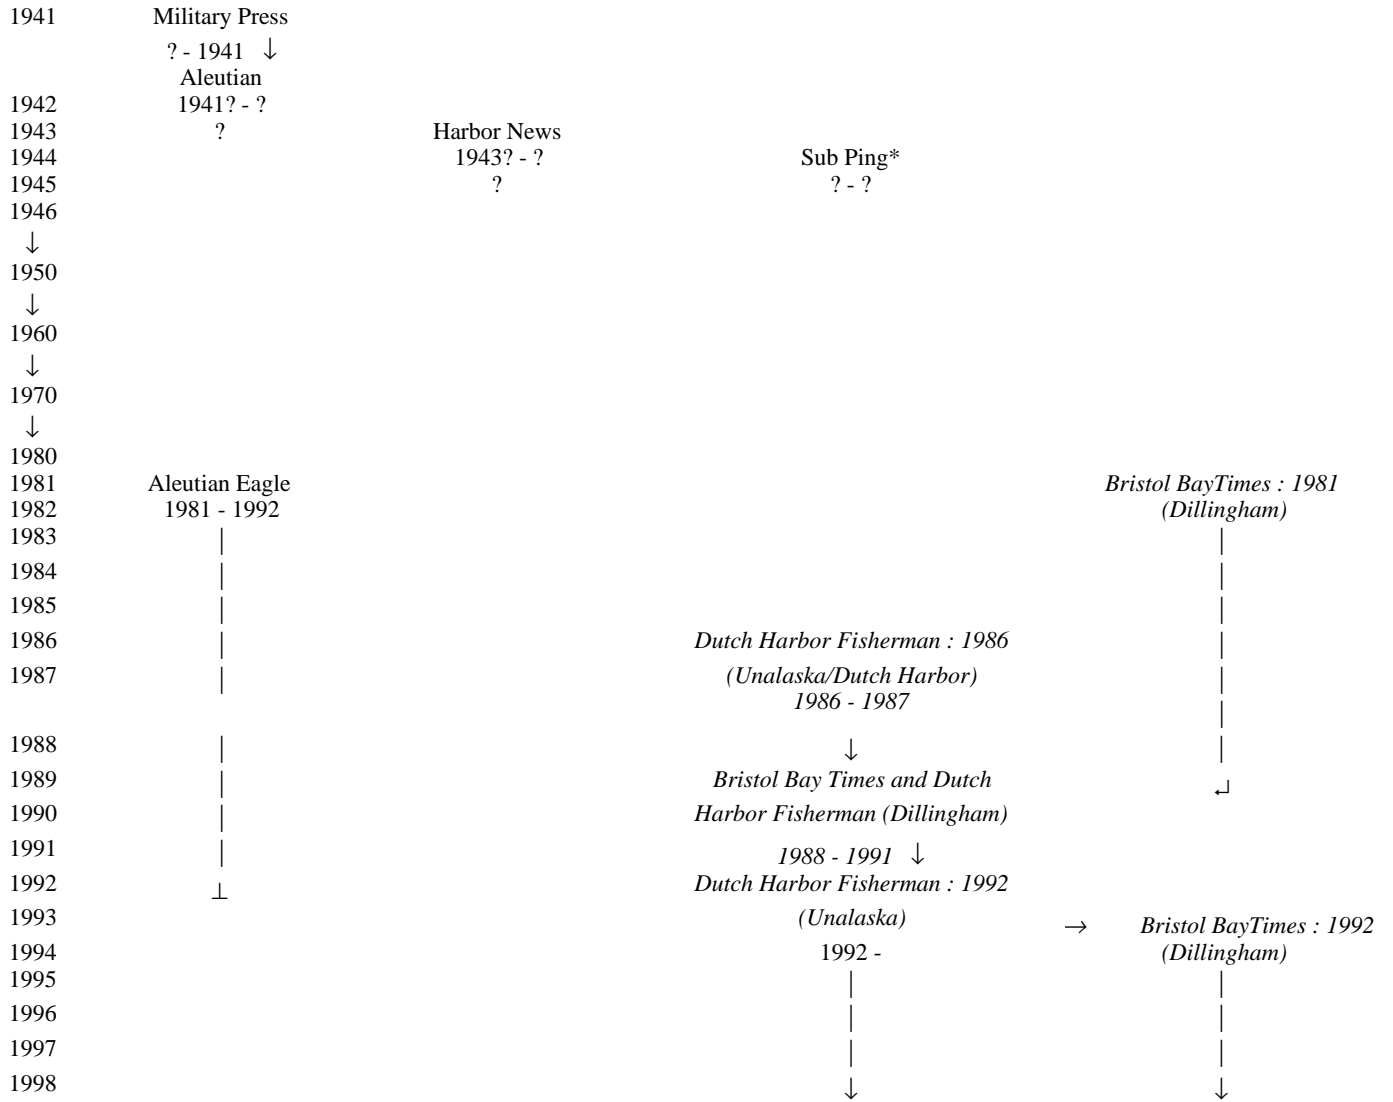 1941 Military Press
? - 1941 ↓
Aleutian
1942 1941? - ?
1943 ? Harbor News
1944 1943? - ? Sub Ping*
1945 ? ? - ?
1946
↓
1950
↓
1960
↓
1970
↓
1980
1981 Aleutian Eagle Bristol BayTimes : 1981
1982 1981 - 1992 (Dillingham)
1983 | |
1984 | |
1985 | |
1986 | Dutch Harbor Fisherman : 1986 |
1987 | (Unalaska/Dutch Harbor) |
1986 - 1987 |
1988 | ↓ |
1989 | Bristol Bay Times and Dutch ↵
1990 | Harbor Fisherman (Dillingham)
1991 | 1988 - 1991 ↓
1992 ⊥ Dutch Harbor Fisherman : 1992
1993 (Unalaska) → Bristol BayTimes : 1992
1994 1992 - (Dillingham)
1995 | |
1996 | |
1997 | |
1998 ↓ ↓